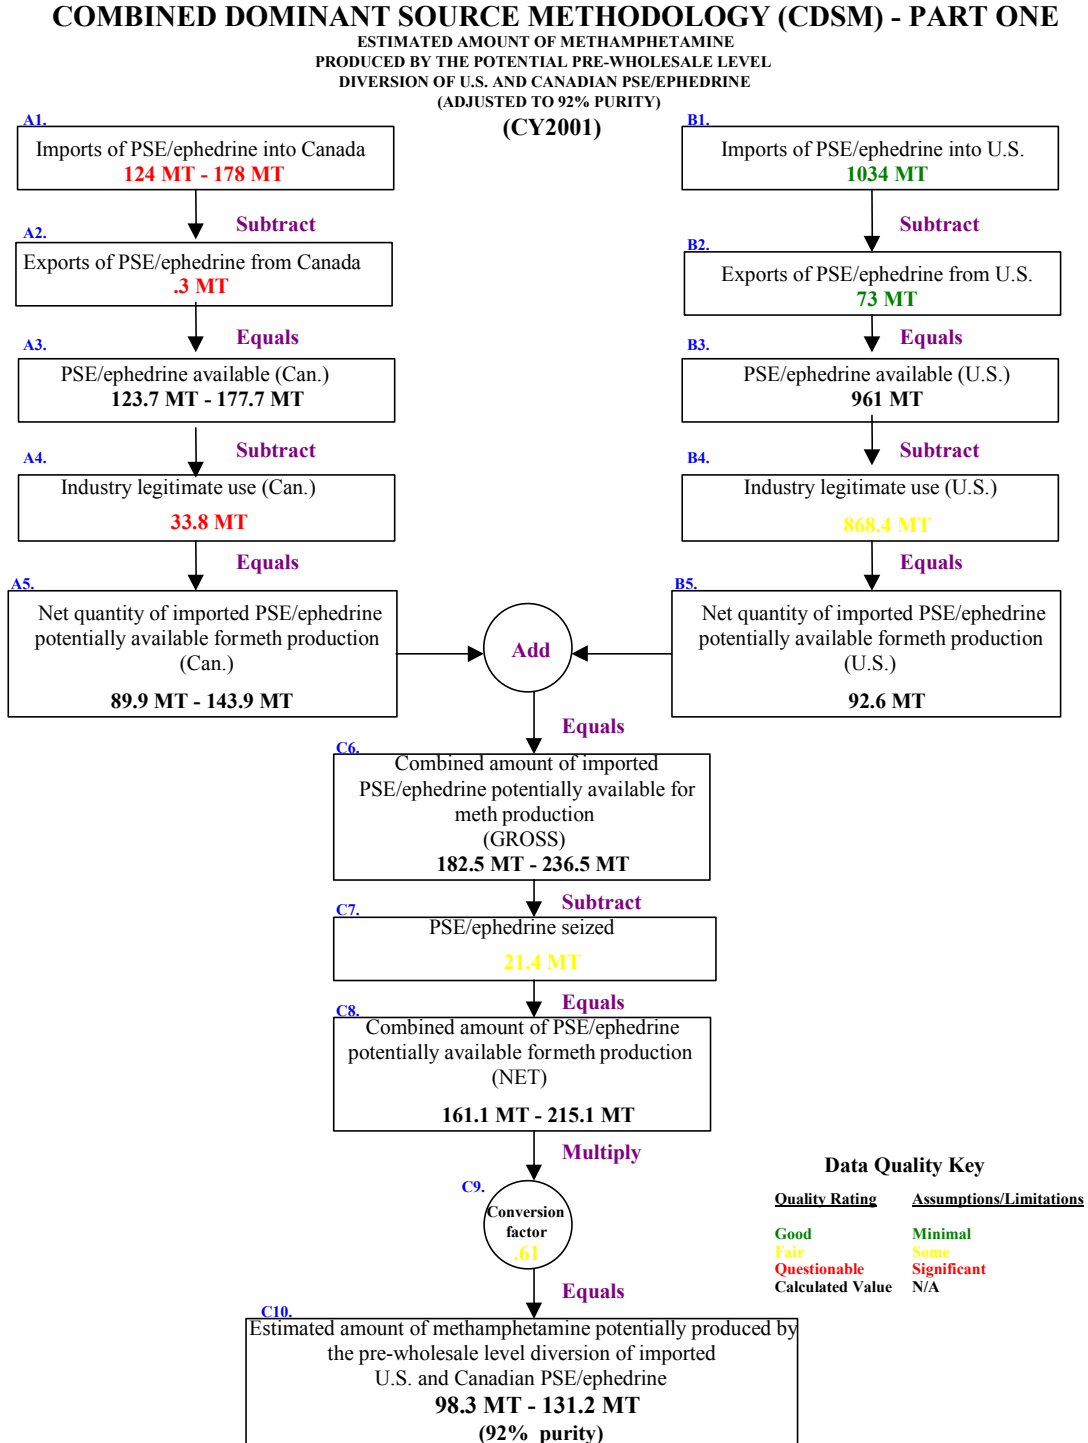 COMBINED DOMINANT SOURCE METHODOLOGY (CDSM) - PART ONE
ESTIMATED AMOUNT OF METHAMPHETAMINE
PRODUCED BY THE POTENTIAL PRE-WHOLESALE LEVEL
DIVERSION OF U.S. AND CANADIAN PSE/EPHEDRINE
(ADJUSTED TO 92% PURITY)
(CY2001)
A1.
Imports of PSE/ephedrine into Canada
124 MT - 178 MT
Subtract
A2.
Exports of PSE/ephedrine from Canada
.3 MT
Equals
A3.
PSE/ephedrine available (Can.)
123.7 MT - 177.7 MT
Subtract
A4.
Industry legitimate use (Can.)
33.8 MT
Equals
A5.
Net quantity of imported PSE/ephedrine
potentially available formeth production
(Can.)
89.9 MT - 143.9 MT
B1.
Imports of PSE/ephedrine into U.S.
1034 MT
Subtract
B2.
Exports of PSE/ephedrine from U.S.
73 MT
Equals
B3.
PSE/ephedrine available (U.S.)
961 MT
Subtract
B4.
Industry legitimate use (U.S.)
868.4 MT
Equals
B5.
Net quantity of imported PSE/ephedrine
potentially available formeth production
(U.S.)
92.6 MT
Add
Equals
C6.
Combined amount of imported
PSE/ephedrine potentially available for
meth production
(GROSS)
182.5 MT - 236.5 MT
Subtract
C7.
PSE/ephedrine seized
21.4 MT
Equals
C8.
Combined amount of PSE/ephedrine
potentially available formeth production
(NET)
161.1 MT - 215.1 MT
Multiply
C9.
Conversion
factor
.61
Equals
C10.
Estimated amount of methamphetamine potentially produced by
the pre-wholesale level diversion of imported
U.S. and Canadian PSE/ephedrine
98.3 MT - 131.2 MT
(92% purity)
Data Quality Key
Quality Rating Assumptions/Limitations
Good Minimal
Fair Some
Questionable Significant
Calculated Value N/A